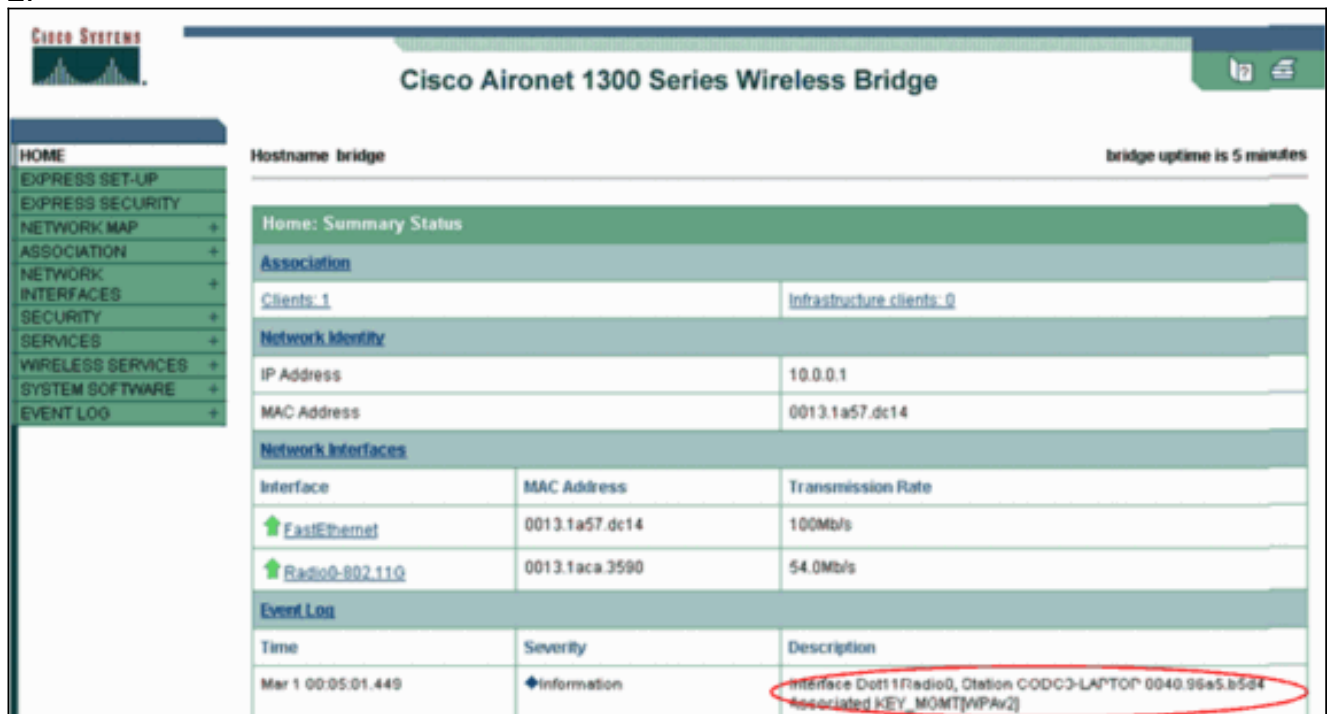 CISCO SYSTEMS
Cisco Aironet 1300 Series Wireless Bridge
HOME
EXPRESS SET-UP
EXPRESS SECURITY
NETWORK MAP +
ASSOCIATION +
NETWORK
INTERFACES +
SECURITY +
SERVICES +
WIRELESS SERVICES +
SYSTEM SOFTWARE +
EVENT LOG +
Hostname bridge bridge uptime is 5 minutes
Home: Summary Status
Association
Clients: 1 Infrastructure clients: 0
Network Identity
IP Address 10.0.0.1
MAC Address 0013.1a57.dc14
Network Interfaces
Interface MAC Address Transmission Rate
FastEthernet 0013.1a57.dc14 100Mb/s
Radio0-802.11G 0013.1aca.3590 54.0Mb/s
Event Log
Time Severity Description
Mar 1 00:05:01.449 Information Interface Dot11Radio0, Station 0040.96a5.b5d4
Associated KEY_MGMT[WPAv2]